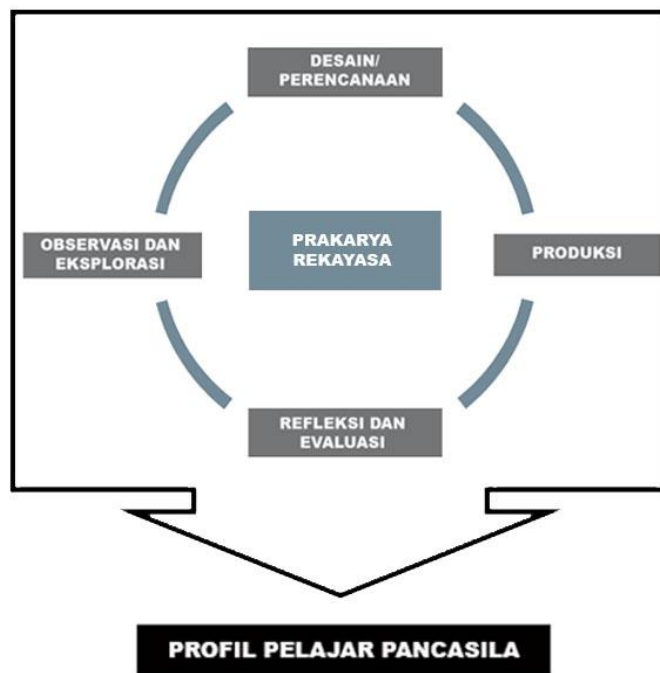 DESAIN/
PERENCANAAN
OBSERVASI DAN
EKSPLORASI
PRAKARYA
REKAYASA
PRODUKSI
REFLEKSI DAN
EVALUASI
PROFIL PELAJAR PANCASILA